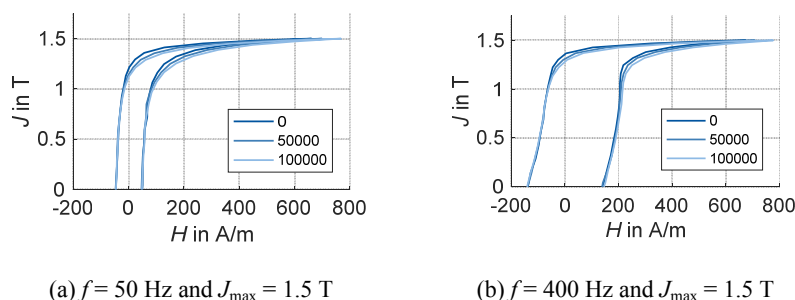 1.5
1
0.5
0
J in T
0
50000
100000
-200 0 200 400 600 800
H in A/m
(a) f = 50 Hz and Jmax = 1.5 T
1.5
1
0.5
0
J in T
0
50000
100000
-200 0 200 400 600 800
H in A/m
(b) f = 400 Hz and Jmax = 1.5 T